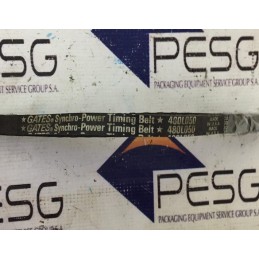 PESG
PACKAGING EQUIPMENT SERVICE GROUP S.A.
★ GATES® Synchro-Power Timing Belt ★ 480L050
★ GATES® Synchro-Power Timing Belt ★ 480L050
PESG
PACKAGING EQUIPMENT SERVICE GROUP S.A.